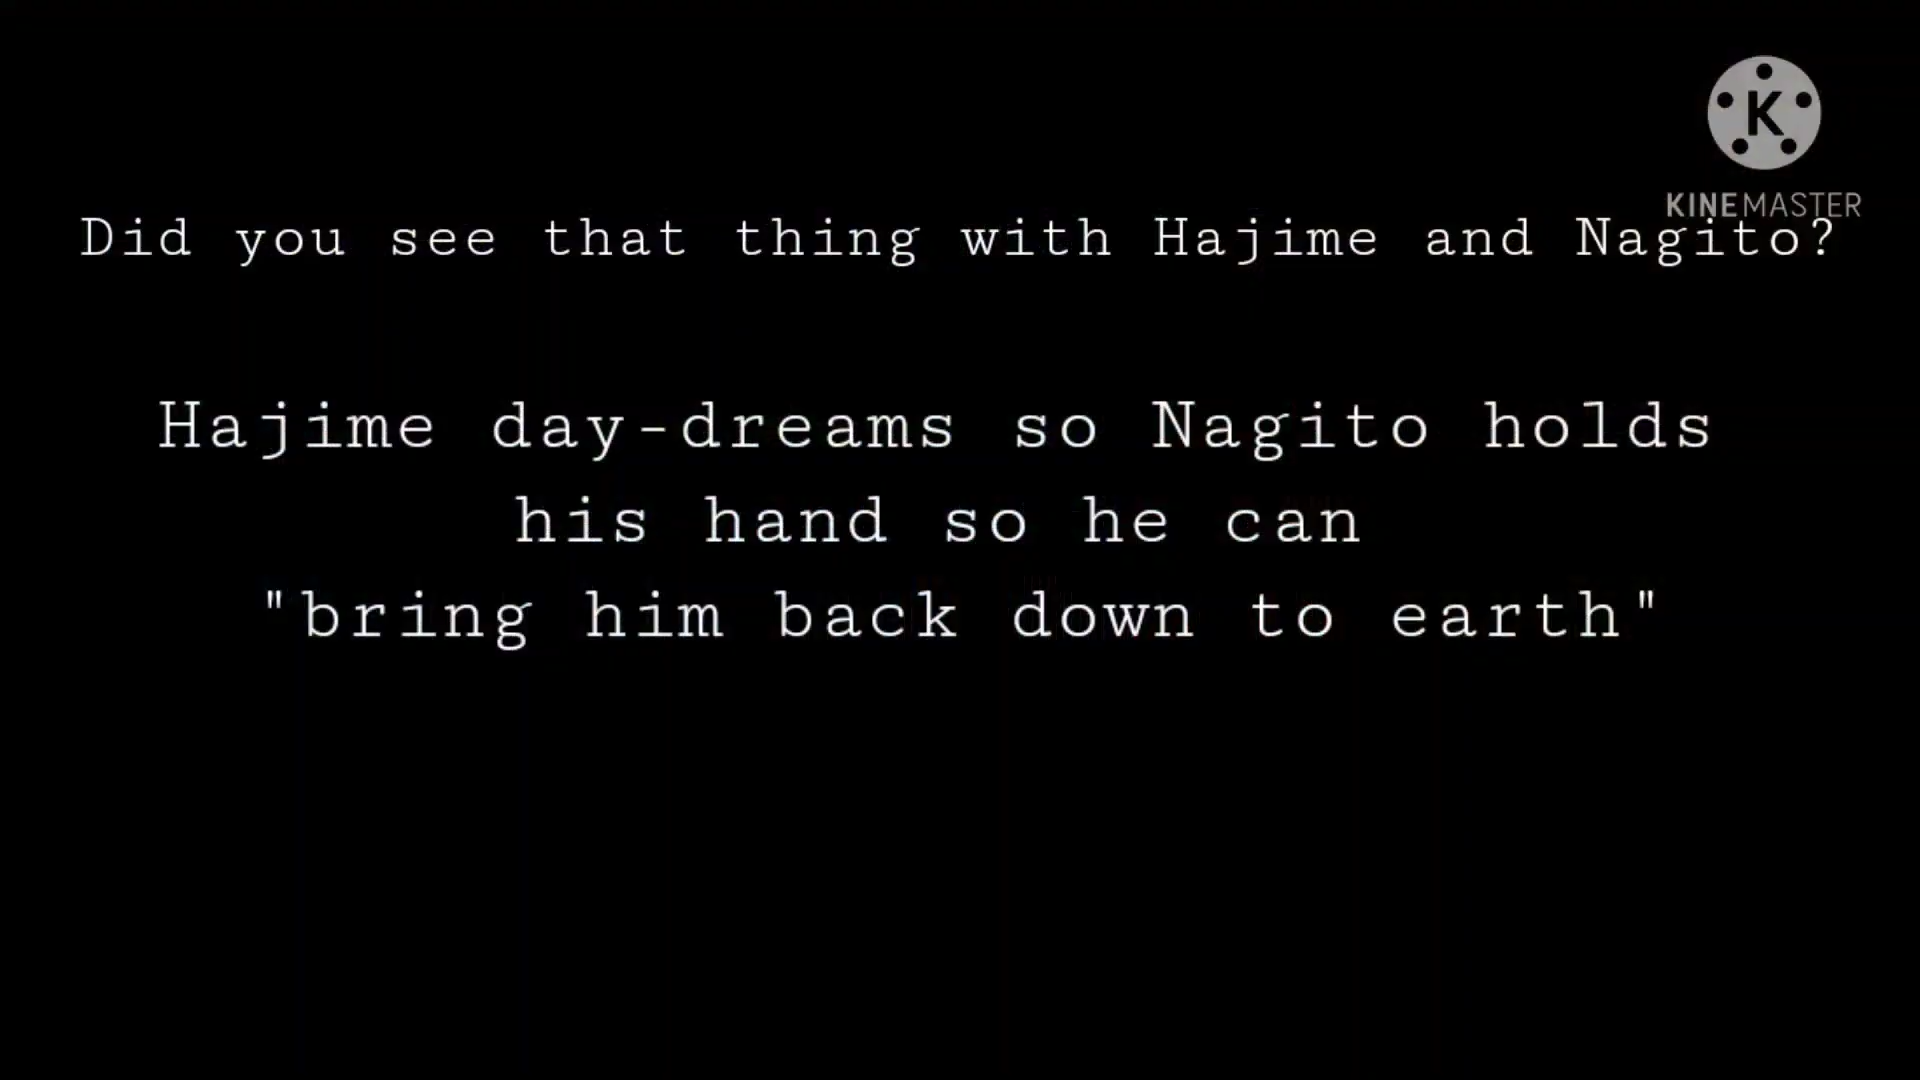 K
KINEMASTER
Did you see that thing with Hajime and Nagito?
Hajime day-dreams so Nagito holds
his hand so he can
"bring him back down to earth"